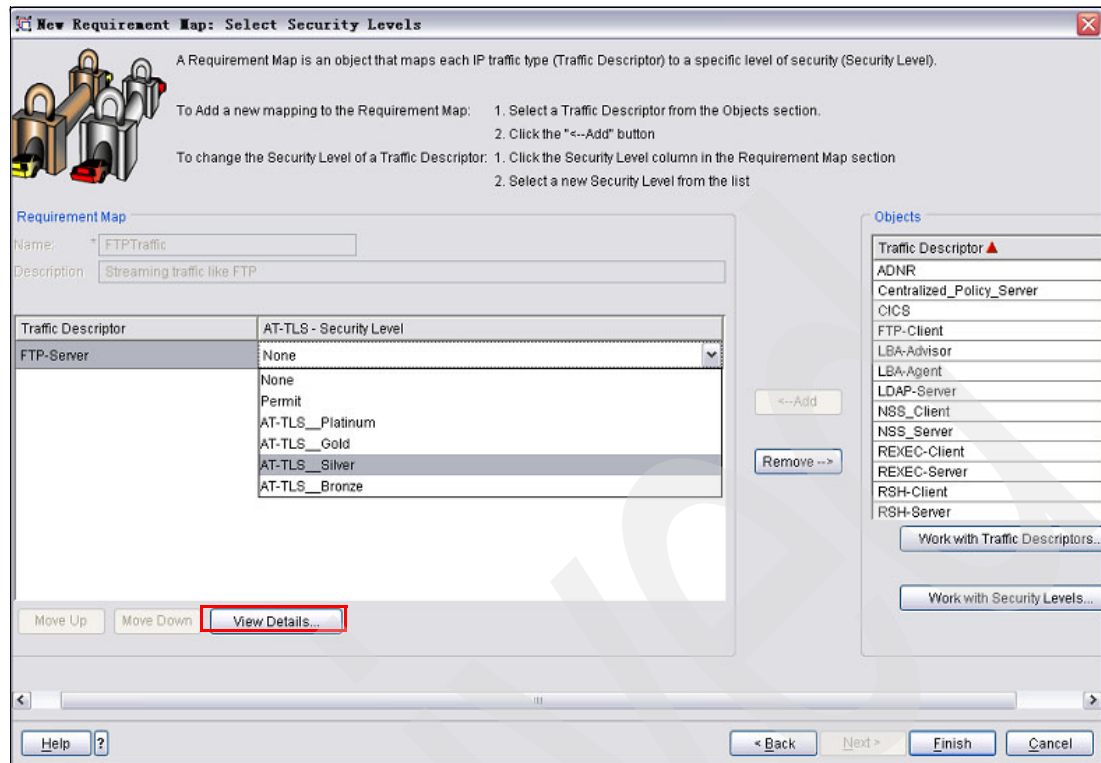 New Requirement Map: Select Security Levels
A Requirement Map is an object that maps each IP traffic type (Traffic Descriptor) to a specific level of security (Security Level).
To Add a new mapping to the Requirement Map: 1. Select a Traffic Descriptor from the Objects section.
2. Click the "<--Add" button
To change the Security Level of a Traffic Descriptor: 1. Click the Security Level column in the Requirement Map section
2. Select a new Security Level from the list
Requirement Map
Name: * FTPTraffic
Description Streaming traffic like FTP
Traffic Descriptor AT-TLS - Security Level
FTP-Server None
None
Permit
AT-TLS__Platinum
AT-TLS__Gold
AT-TLS__Silver
AT-TLS__Bronze
Move Up Move Down View Details...
<--Add
Remove -->
Objects
Traffic Descriptor
ADNR
Centralized_Policy_Server
CICS
FTP-Client
LBA-Advisor
LBA-Agent
LDAP-Server
NSS_Client
NSS_Server
REXEC-Client
REXEC-Server
RSH-Client
RSH-Server
Work with Traffic Descriptors...
Work with Security Levels...
Help ? < Back Next > Finish Cancel